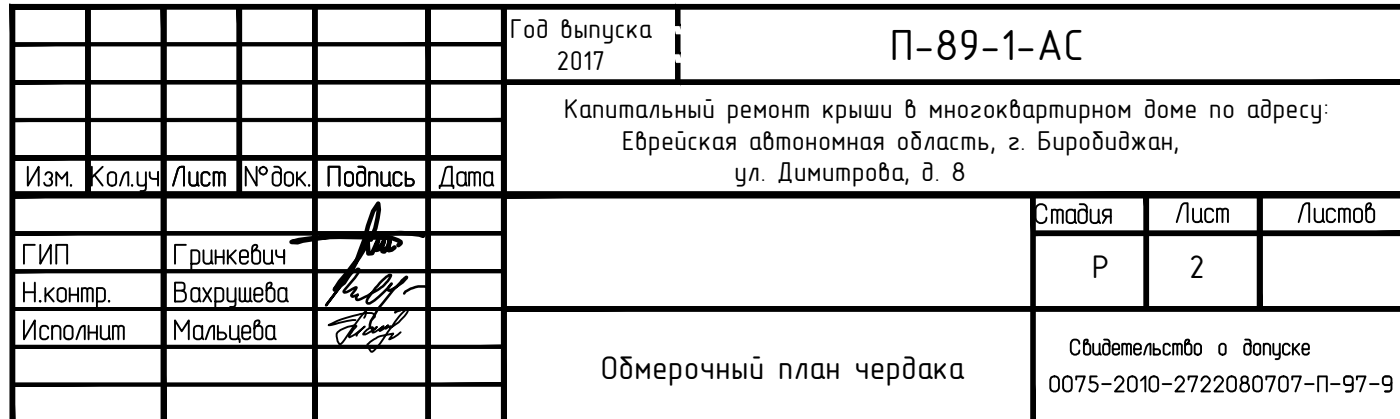 Год выпуска
2017
П-89-1-АС
Капитальный ремонт крыши в многоквартирном доме по адресу:
Еврейская автономная область, г. Биробиджан,
ул. Димитрова, д. 8
Изм. Кол.уч Лист №док. Подпись Дата
Стадия Лист Листов
Р 2
ГИП Гринкевич
Н.контр. Вахрушева
Исполнит Мальцева
Обмерочный план чердака
Свидетельство о допуске
0075-2010-2722080707-П-97-9